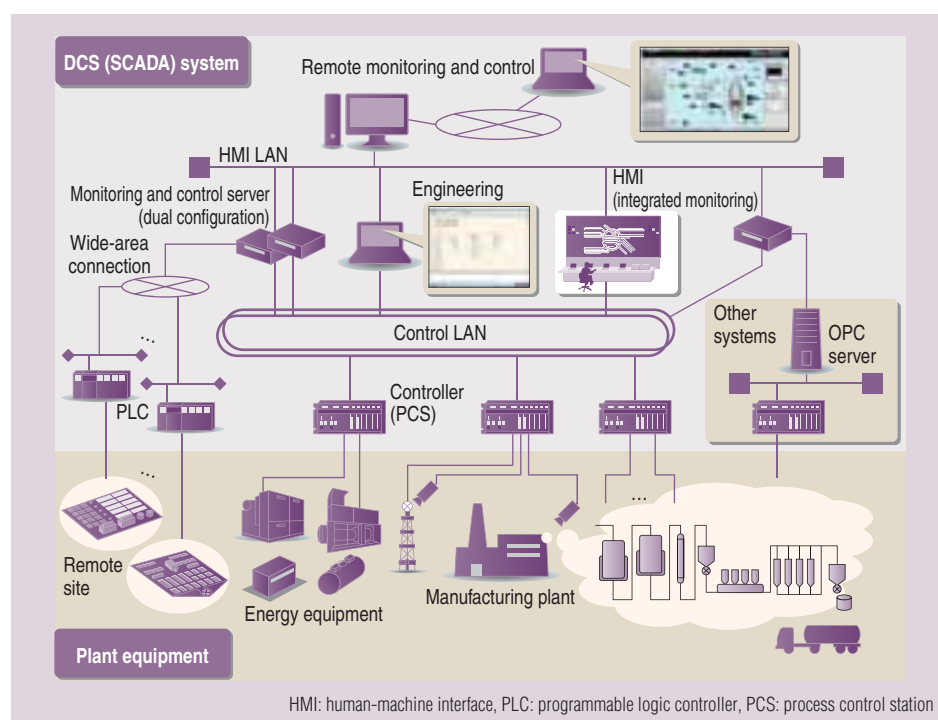 DCS (SCADA) system
Remote monitoring and control
HMI LAN
Monitoring and control server
(dual configuration)
Engineering
HMI
(integrated monitoring)
Wide-area
connection
...
Control LAN
Other
systems
OPC
server
PLC
Controller
(PCS)
...
...
Remote
site
Energy equipment
Manufacturing plant
Plant equipment
HMI: human-machine interface, PLC: programmable logic controller, PCS: process control station